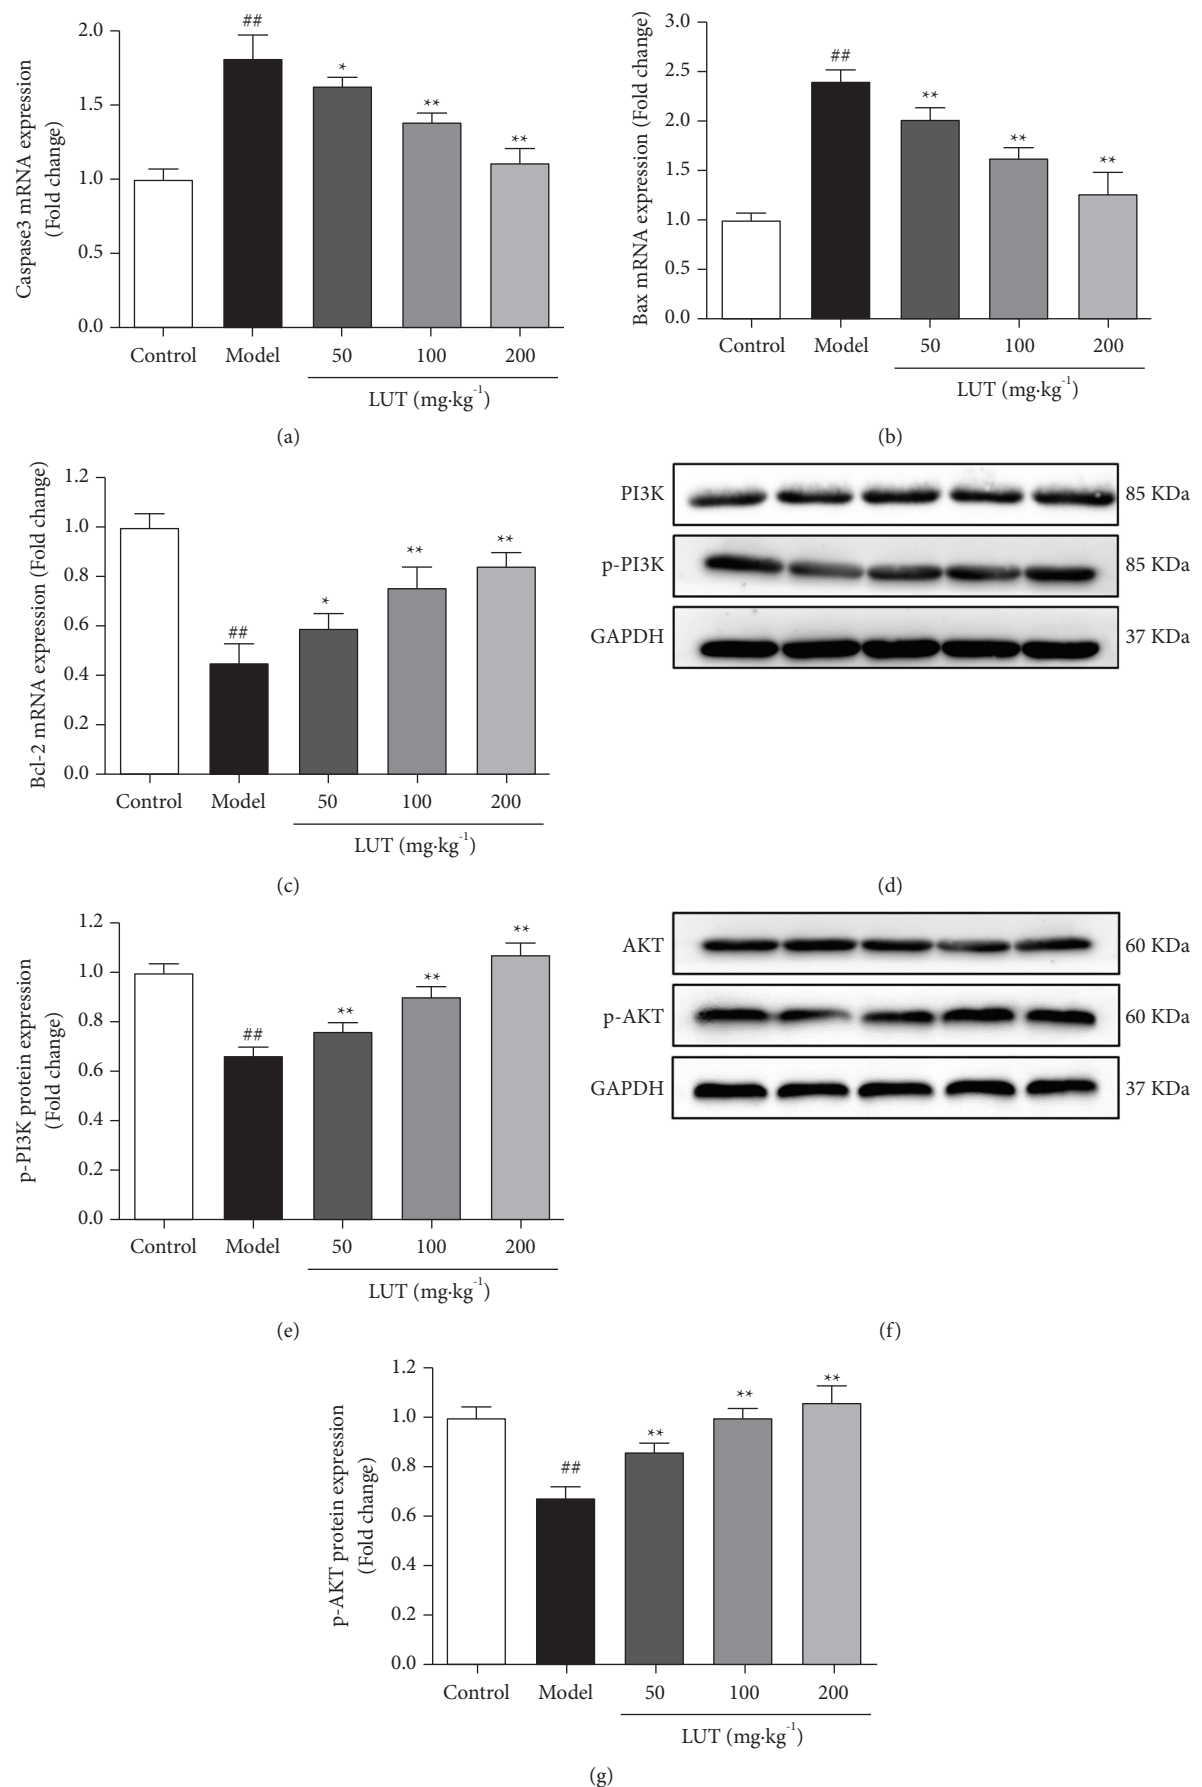 Caspase3 mRNA expression
(Fold change)
2.0
1.5
1.0
0.5
0.0
##
*
**
**
Control Model 50 100 200
LUT (mg·kg-1)
(a)
Bax mRNA expression (Fold change)
3.0
2.5
2.0
1.5
1.0
0.5
0.0
##
**
**
**
Control Model 50 100 200
LUT (mg·kg-1)
(b)
Bcl-2 mRNA expression (Fold change)
1.2
1.0
0.8
0.6
0.4
0.2
0.0
##
*
**
**
Control Model 50 100 200
LUT (mg·kg-1)
(c)
PI3K 85 KDa
p-PI3K 85 KDa
GAPDH 37 KDa
(d)
p-PI3K protein expression
(Fold change)
1.2
1.0
0.8
0.6
0.4
0.2
0.0
##
**
**
**
Control Model 50 100 200
LUT (mg·kg-1)
(e)
AKT 60 KDa
p-AKT 60 KDa
GAPDH 37 KDa
(f)
p-AKT protein expression
(Fold change)
1.2
1.0
0.8
0.6
0.4
0.2
0.0
##
**
**
**
Control Model 50 100 200
LUT (mg·kg-1)
(g)